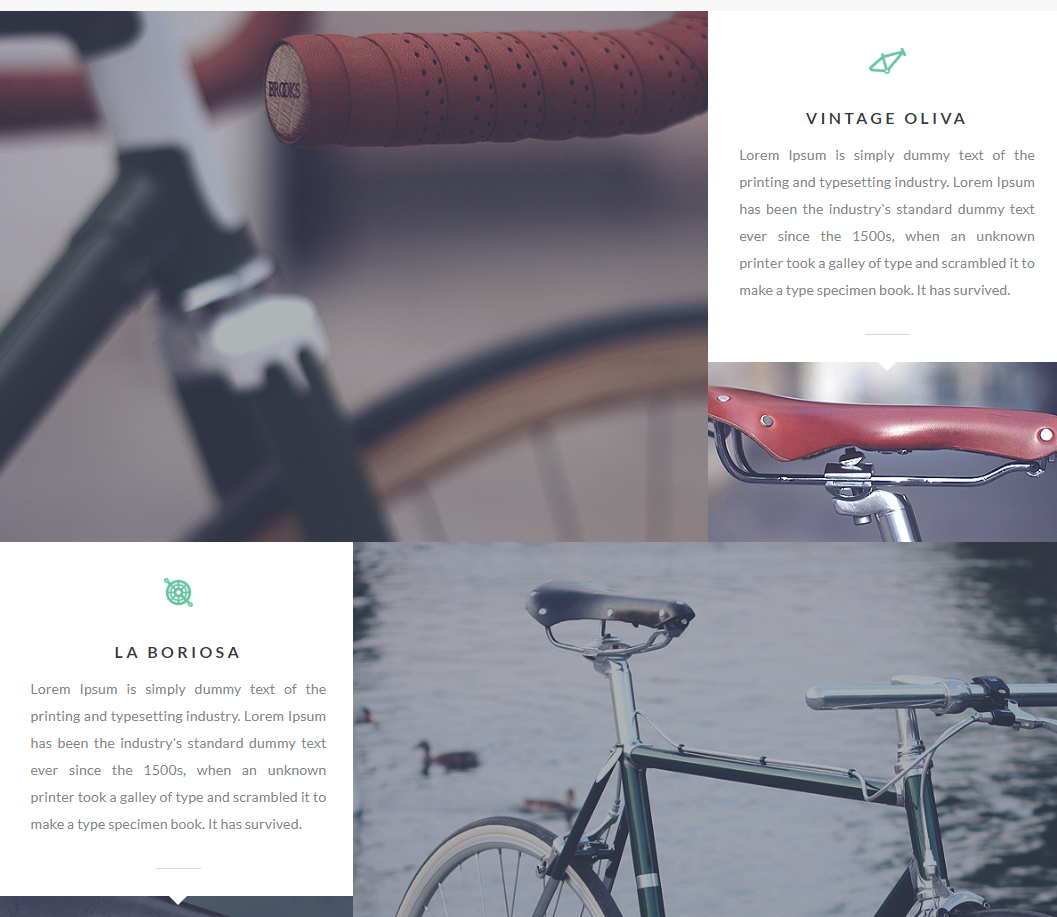 BROOKS
VINTAGE OLIVA
Lorem Ipsum is simply dummy text of the
printing and typesetting industry. Lorem Ipsum
has been the industry's standard dummy text
ever since the 1500s, when an unknown
printer took a galley of type and scrambled it to
make a type specimen book. It has survived.
LA BORIOSA
Lorem Ipsum is simply dummy text of the
printing and typesetting industry. Lorem Ipsum
has been the industry's standard dummy text
ever since the 1500s, when an unknown
printer took a galley of type and scrambled it to
make a type specimen book. It has survived.